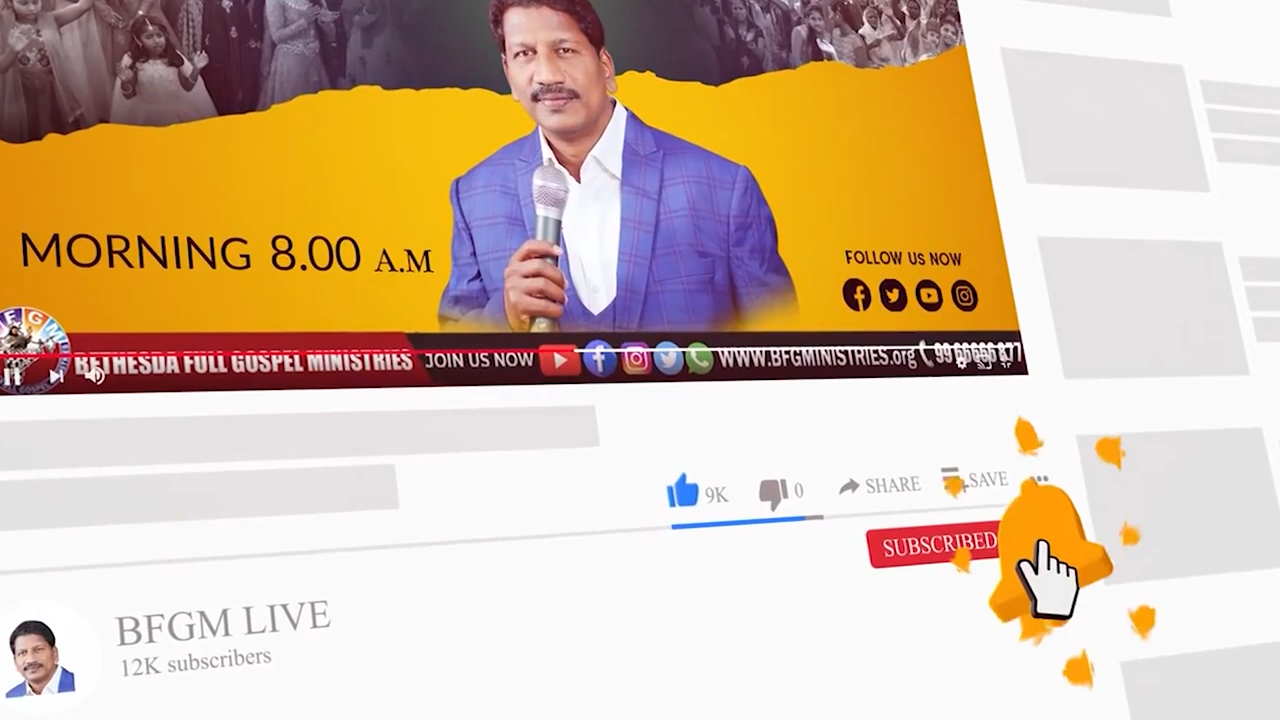 MORNING 8.00 A.M
FOLLOW US NOW
BETHESDA FULL GOSPEL MINISTRIES JOIN US NOW WWW.BFGMINISTRIES.org
9K 0 SHARE SAVE
SUBSCRIBED
BFGM LIVE
12K subscribers